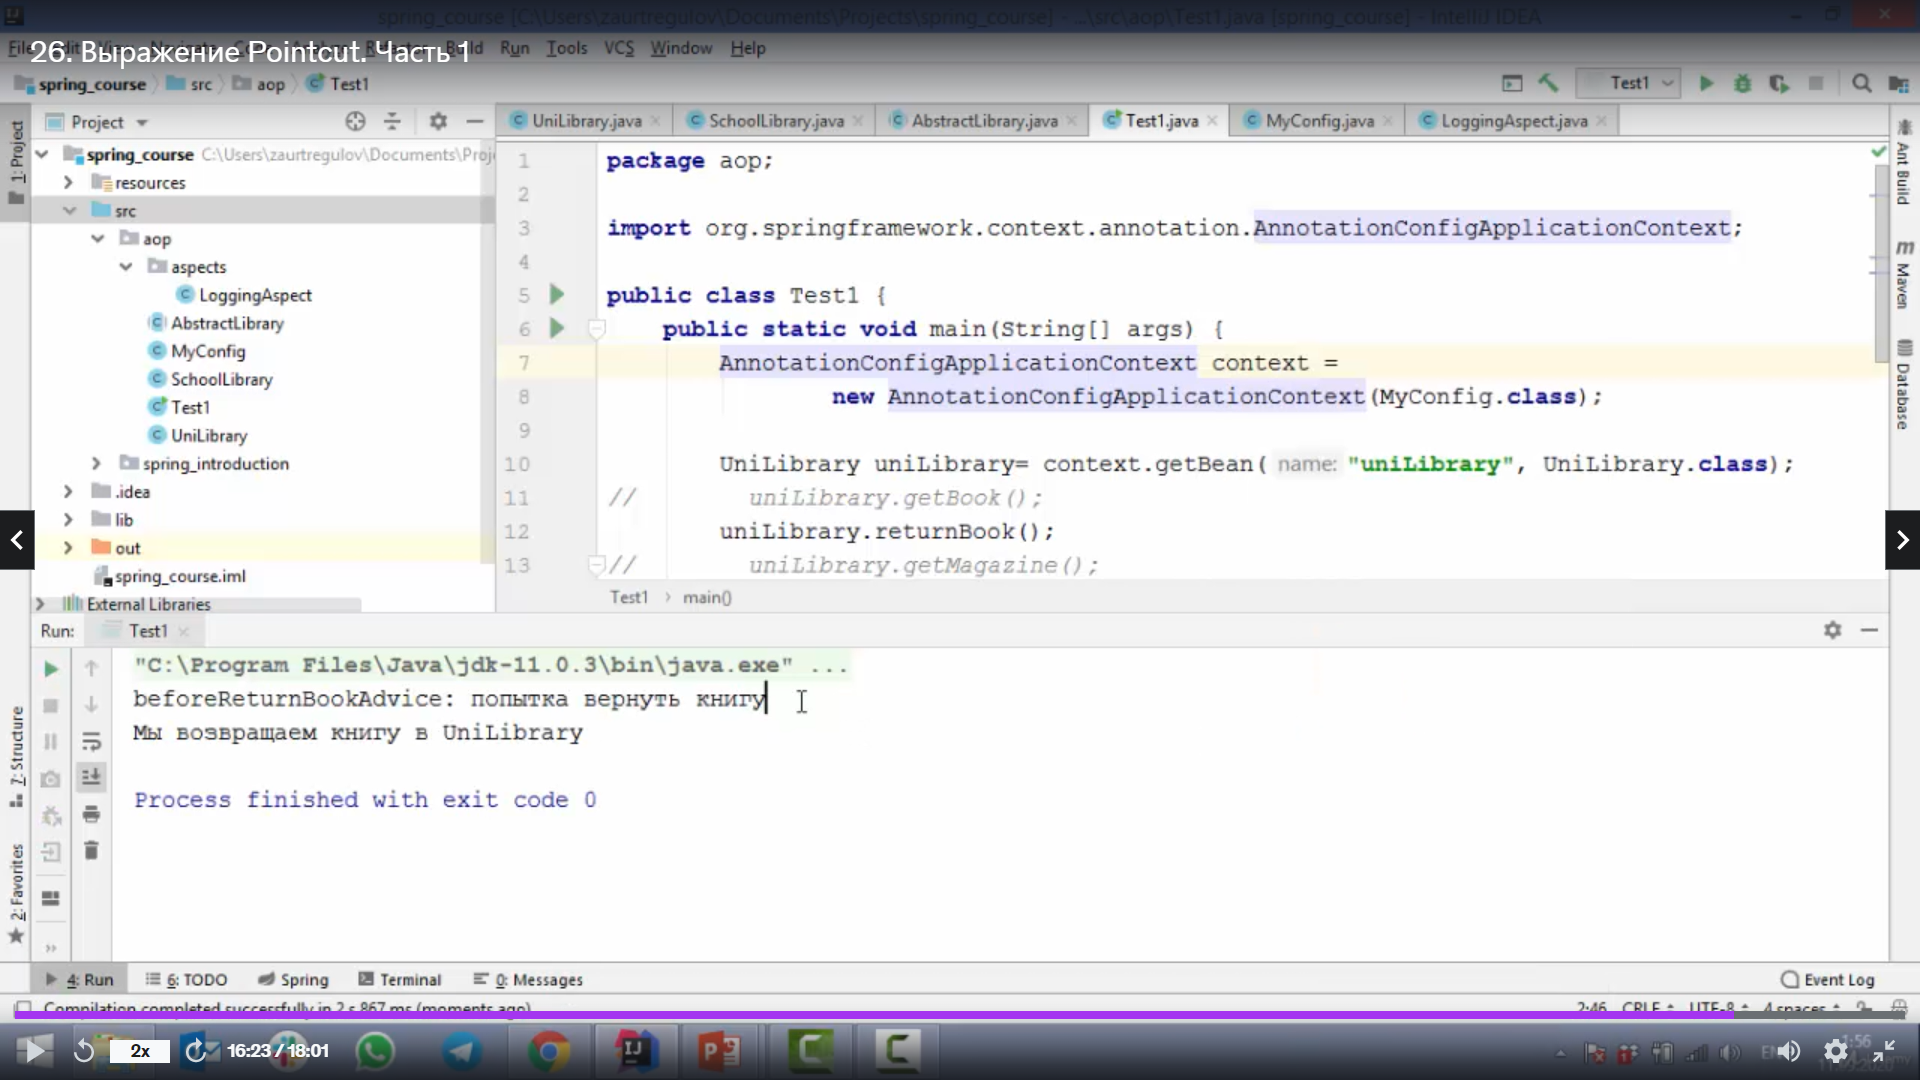 spring_course [C:\Users\zaurtregulov\Documents\Projects\spring_course] - ...\src\aop\Test1.java [spring_course] - IntelliJ IDEA
26. Выражение Pointcut. Часть 1
Run Tools VCS Window Help
spring_course src aop Test1
Test1
Project
UniLibrary.java SchoolLibrary.java AbstractLibrary.java Test1.java MyConfig.java LoggingAspect.java
1: Project
spring_course C:\Users\zaurtregulov\Documents\Proj
resources
src
aop
aspects
LoggingAspect
AbstractLibrary
MyConfig
SchoolLibrary
Test1
UniLibrary
spring_introduction
.idea
lib
out
spring_course.iml
External Libraries
1 package aop;
2
3 import org.springframework.context.annotation.AnnotationConfigApplicationContext;
4
5 public class Test1 {
6 public static void main(String[] args) {
7 AnnotationConfigApplicationContext context =
8 new AnnotationConfigApplicationContext(MyConfig.class);
9
10 UniLibrary uniLibrary= context.getBean( name: "uniLibrary", UniLibrary.class);
11 // uniLibrary.getBook();
12 uniLibrary.returnBook();
13 // uniLibrary.getMagazine();
Test1 › main()
Ant Build
Maven
Database
Run: Test1
"C:\Program Files\Java\jdk-11.0.3\bin\java.exe" ...
beforeReturnBookAdvice: попытка вернуть книгу
Мы возвращаем книгу в UniLibrary
Process finished with exit code 0
7: Structure
2: Favorites
4: Run 6: TODO Spring Terminal 0: Messages Event Log
Compilation completed successfully in 2 s 867 ms (moments ago) 2:46 CRLF UTF-8 4 spaces
2x 16:23 / 18:01